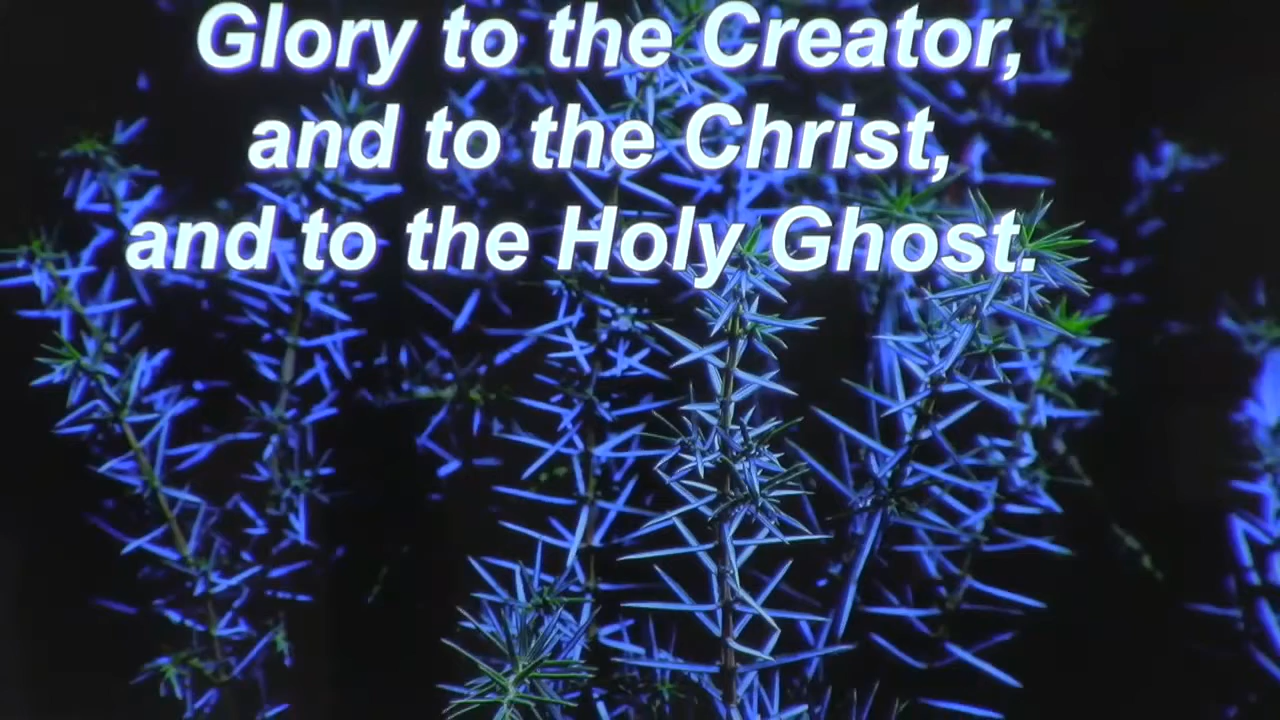 Glory to the Creator,
and to the Christ,
and to the Holy Ghost.